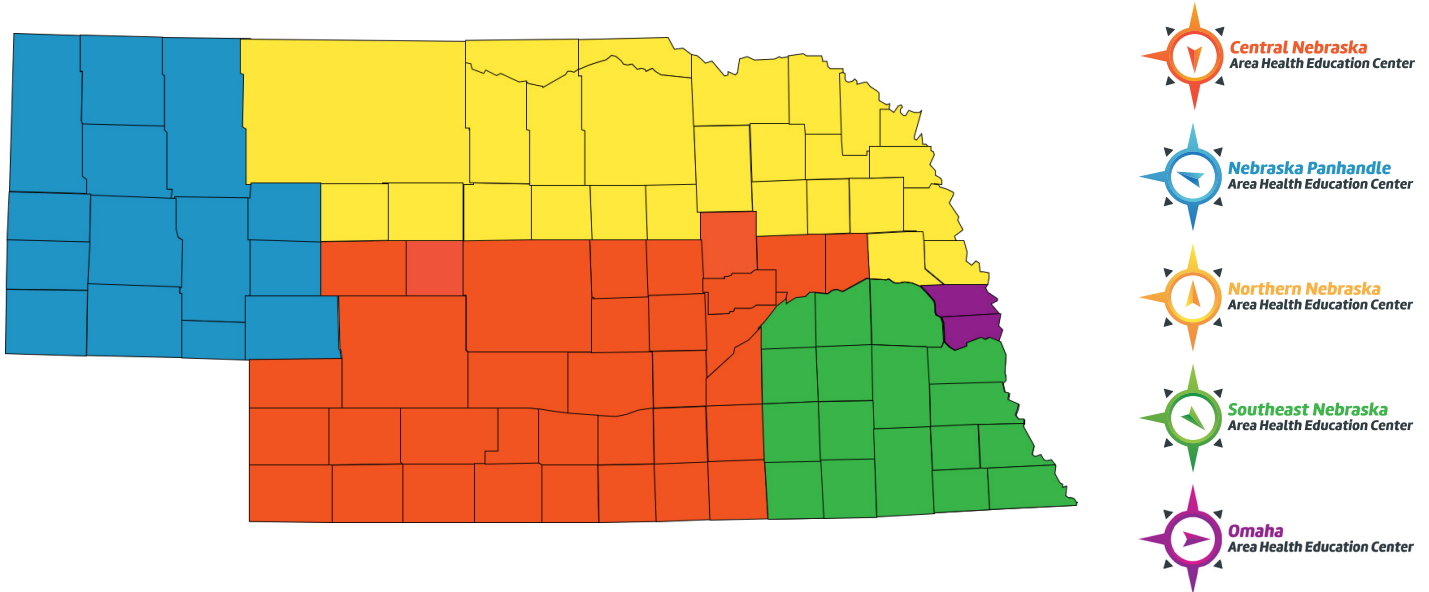 Central Nebraska
Area Health Education Center
Nebraska Panhandle
Area Health Education Center
Northern Nebraska
Area Health Education Center
Southeast Nebraska
Area Health Education Center
Omaha
Area Health Education Center